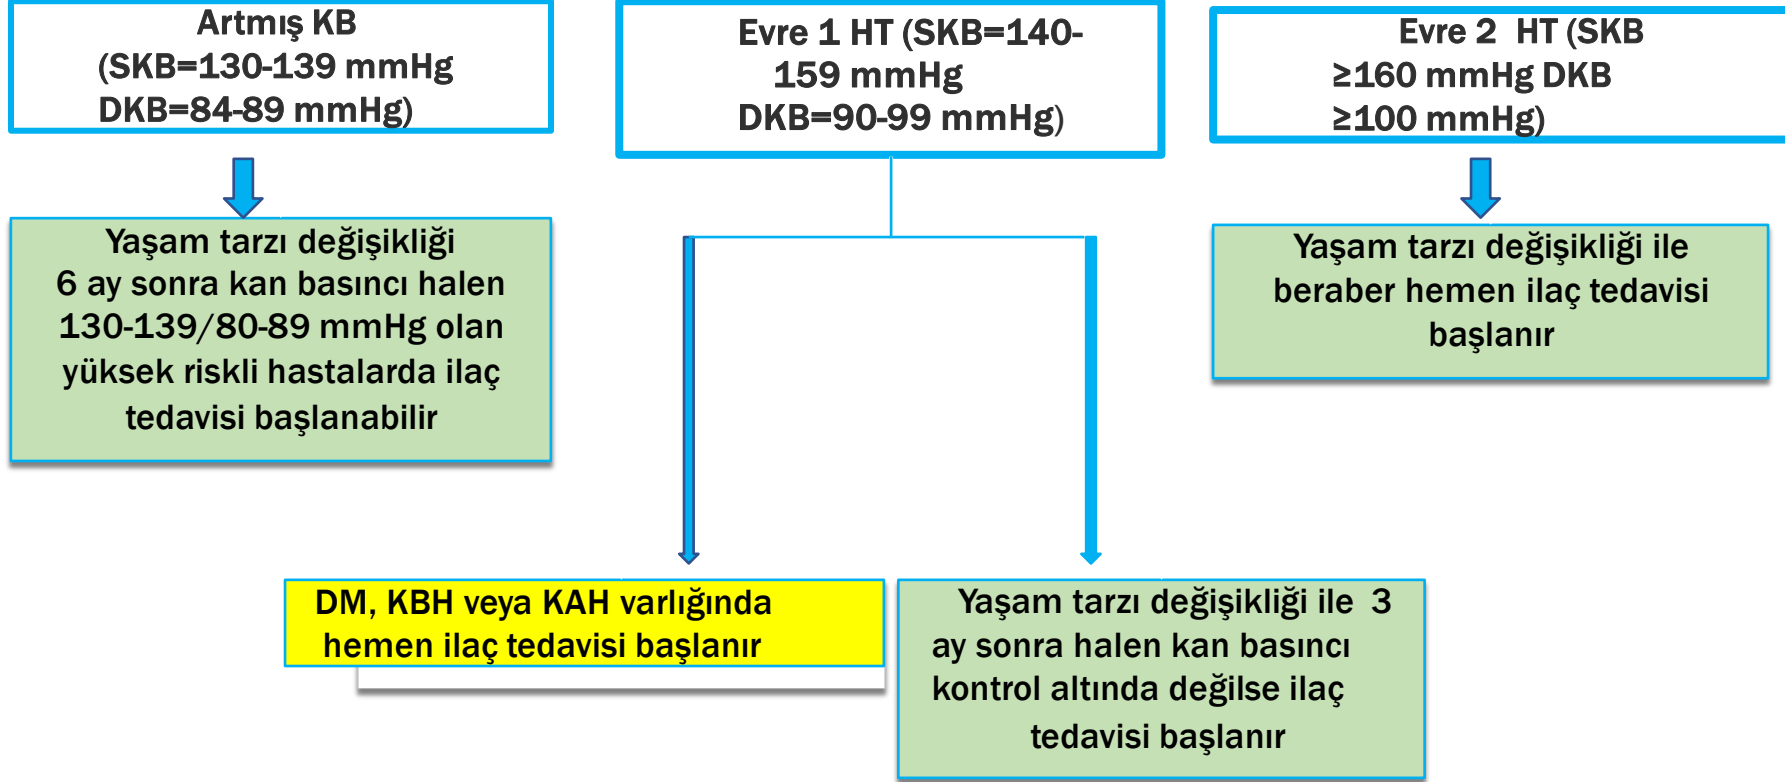 Artmış KB
(SKB=130-139 mmHg
DKB=84-89 mmHg)
Evre 1 HT (SKB=140-
159 mmHg
DKB=90-99 mmHg)
Evre 2 HT (SKB
≥160 mmHg DKB
≥100 mmHg)
Yaşam tarzı değişikliği
6 ay sonra kan basıncı halen
130-139/80-89 mmHg olan
yüksek riskli hastalarda ilaç
tedavisi başlanabilir
Yaşam tarzı değişikliği ile
beraber hemen ilaç tedavisi
başlanır
DM, KBH veya KAH varlığında
hemen ilaç tedavisi başlanır
Yaşam tarzı değişikliği ile 3
ay sonra halen kan basıncı
kontrol altında değilse ilaç
tedavisi başlanır